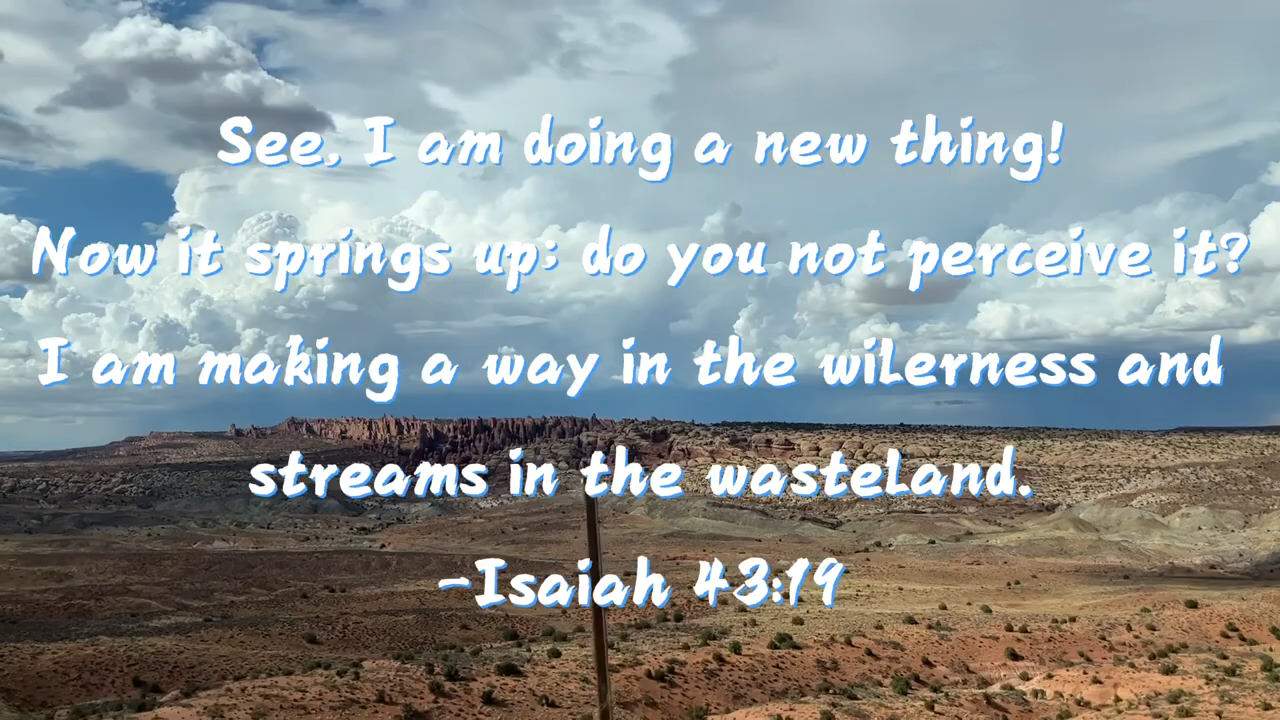 See, I am doing a new thing!
Now it springs up: do you not perceive it?
I am making a way in the wilerness and
streams in the wasteland.
-Isaiah 43:19